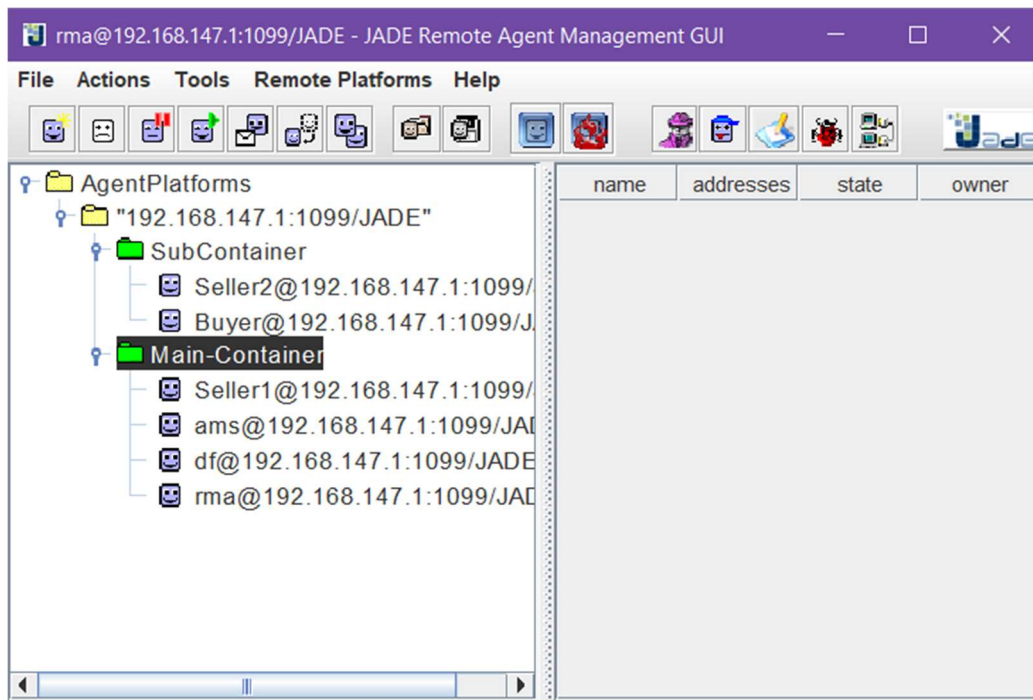 rma@192.168.147.1:1099/JADE - JADE Remote Agent Management GUI
File Actions Tools Remote Platforms Help
Jade
AgentPlatforms
"192.168.147.1:1099/JADE"
SubContainer
Seller2@192.168.147.1:1099/
Buyer@192.168.147.1:1099/J
Main-Container
Seller1@192.168.147.1:1099/
ams@192.168.147.1:1099/JAD
df@192.168.147.1:1099/JADE
rma@192.168.147.1:1099/JAD
name addresses state owner